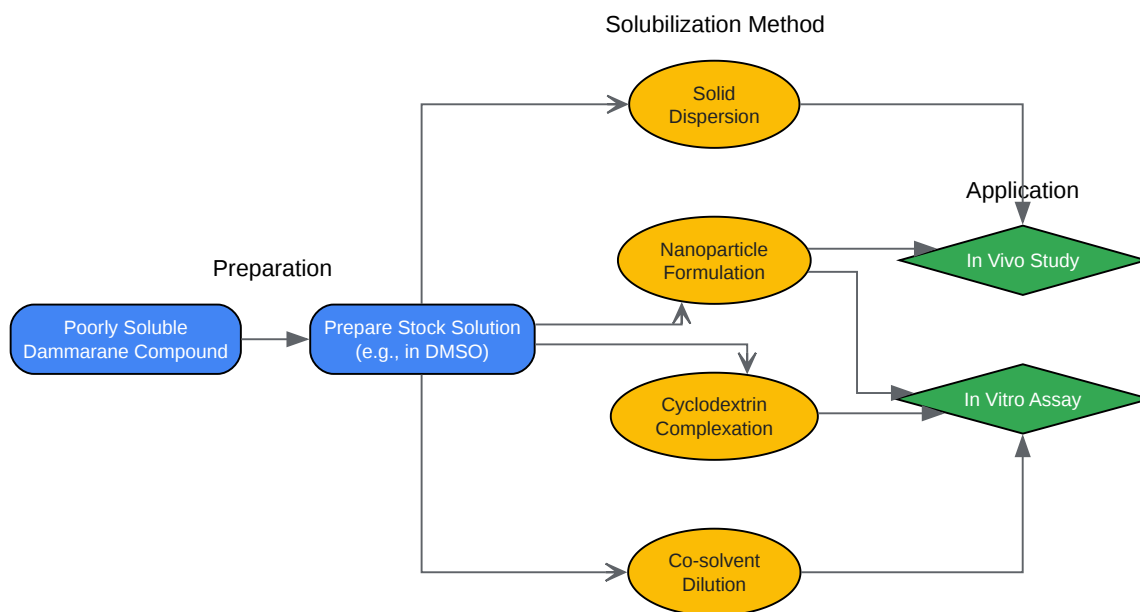 Solubilization Method
Solid
Dispersion
Application
Nanoparticle
Formulation
In Vivo Study
Preparation
Poorly Soluble
Dammarane Compound
Prepare Stock Solution
(e.g., in DMSO)
In Vitro Assay
Cyclodextrin
Complexation
Co-solvent
Dilution